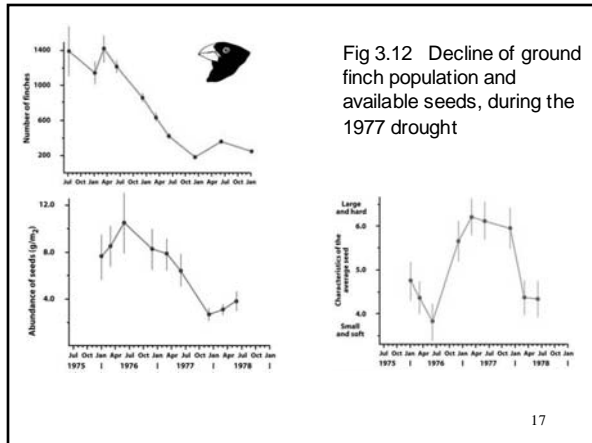 Fig 3.12 Decline of ground
finch population and
available seeds, during the
1977 drought
Number of finches
1400
1000
600
200
Jul Oct Jan Apr Jul Oct Jan Apr Jul Oct Jan Apr Jul Oct Jan
Abundance of seeds (g/m2)
12.0
8.0
4.0
Jul Oct Jan Apr Jul Oct Jan Apr Jul Oct Jan Apr Jul Oct Jan
1975 | 1976 | 1977 | 1978 |
Characteristics of the
average seed
Large
and hard
6.0
5.0
4.0
Small
and soft
Jul Oct Jan Apr Jul Oct Jan Apr Jul Oct Jan Apr Jul Oct Jan
1975 | 1976 | 1977 | 1978 |
17